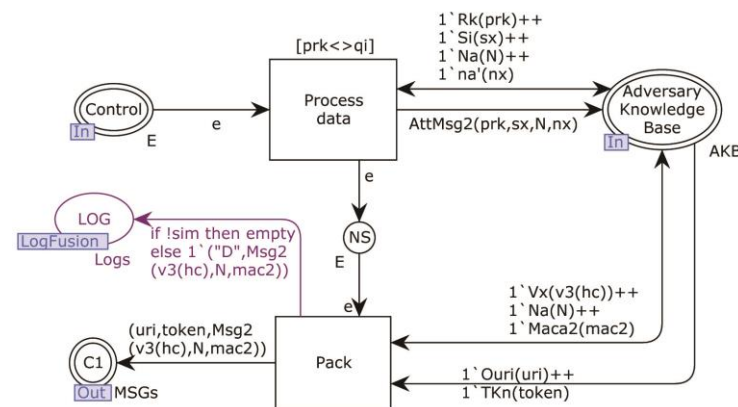 [prk<>qi]
1`Rk(prk)++
1`Si(sx)++
1`Na(N)++
1`na'(nx)
Control
In
E
e
Process
data
AttMsg2(prk,sx,N,nx)
Adversary
Knowledge
Base
In
AKB
e
LOG
LogFusion
Logs
if !sim then empty
else 1`("D",Msg2
(v3(hc),N,mac2))
NS
E
e
1`Vx(v3(hc))++
1`Na(N)++
1`Maca2(mac2)
(uri,token,Msg2
(v3(hc),N,mac2))
C1
Out
MSGs
Pack
1`Ouri(uri)++
1`TKn(token)